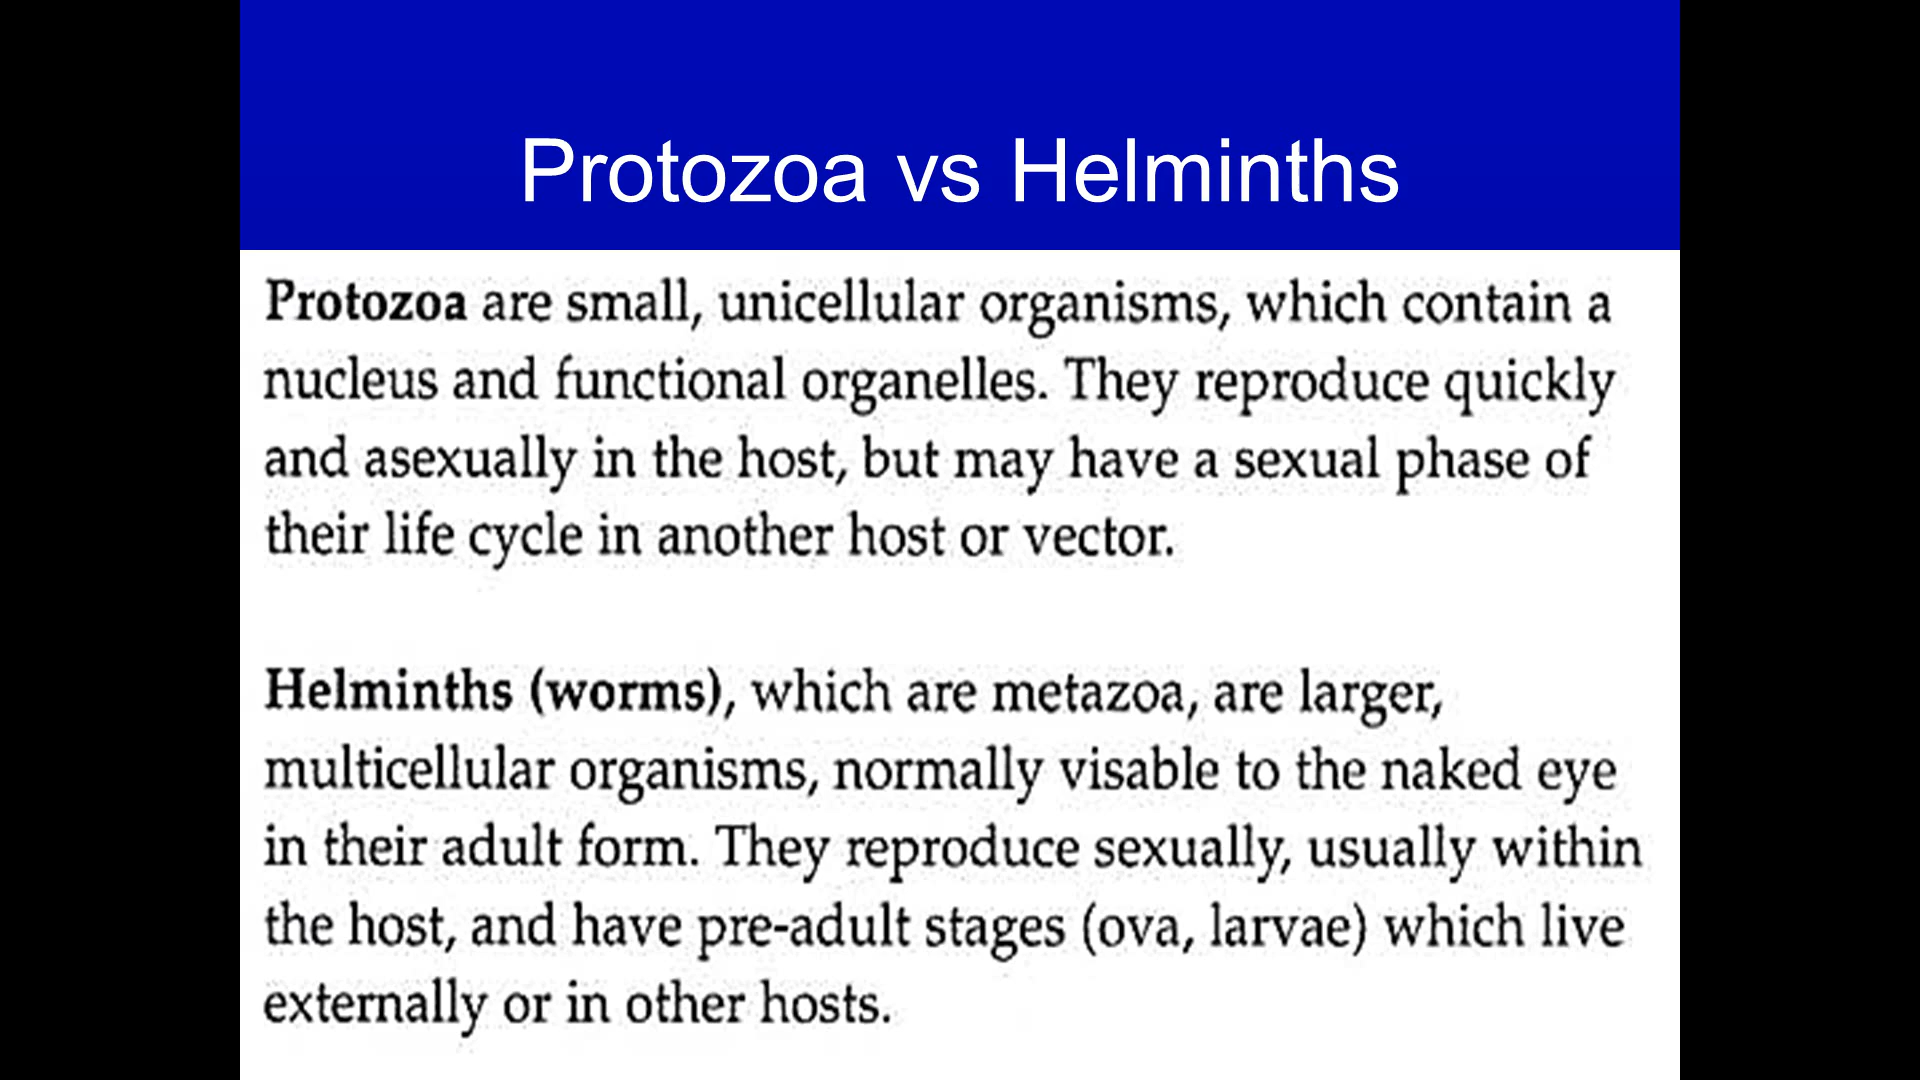 Protozoa vs Helminths
Protozoa are small, unicellular organisms, which contain a
nucleus and functional organelles. They reproduce quickly
and asexually in the host, but may have a sexual phase of
their life cycle in another host or vector.
Helminths (worms), which are metazoa, are larger,
multicellular organisms, normally visable to the naked eye
in their adult form. They reproduce sexually, usually within
the host, and have pre-adult stages (ova, larvae) which live
externally or in other hosts.